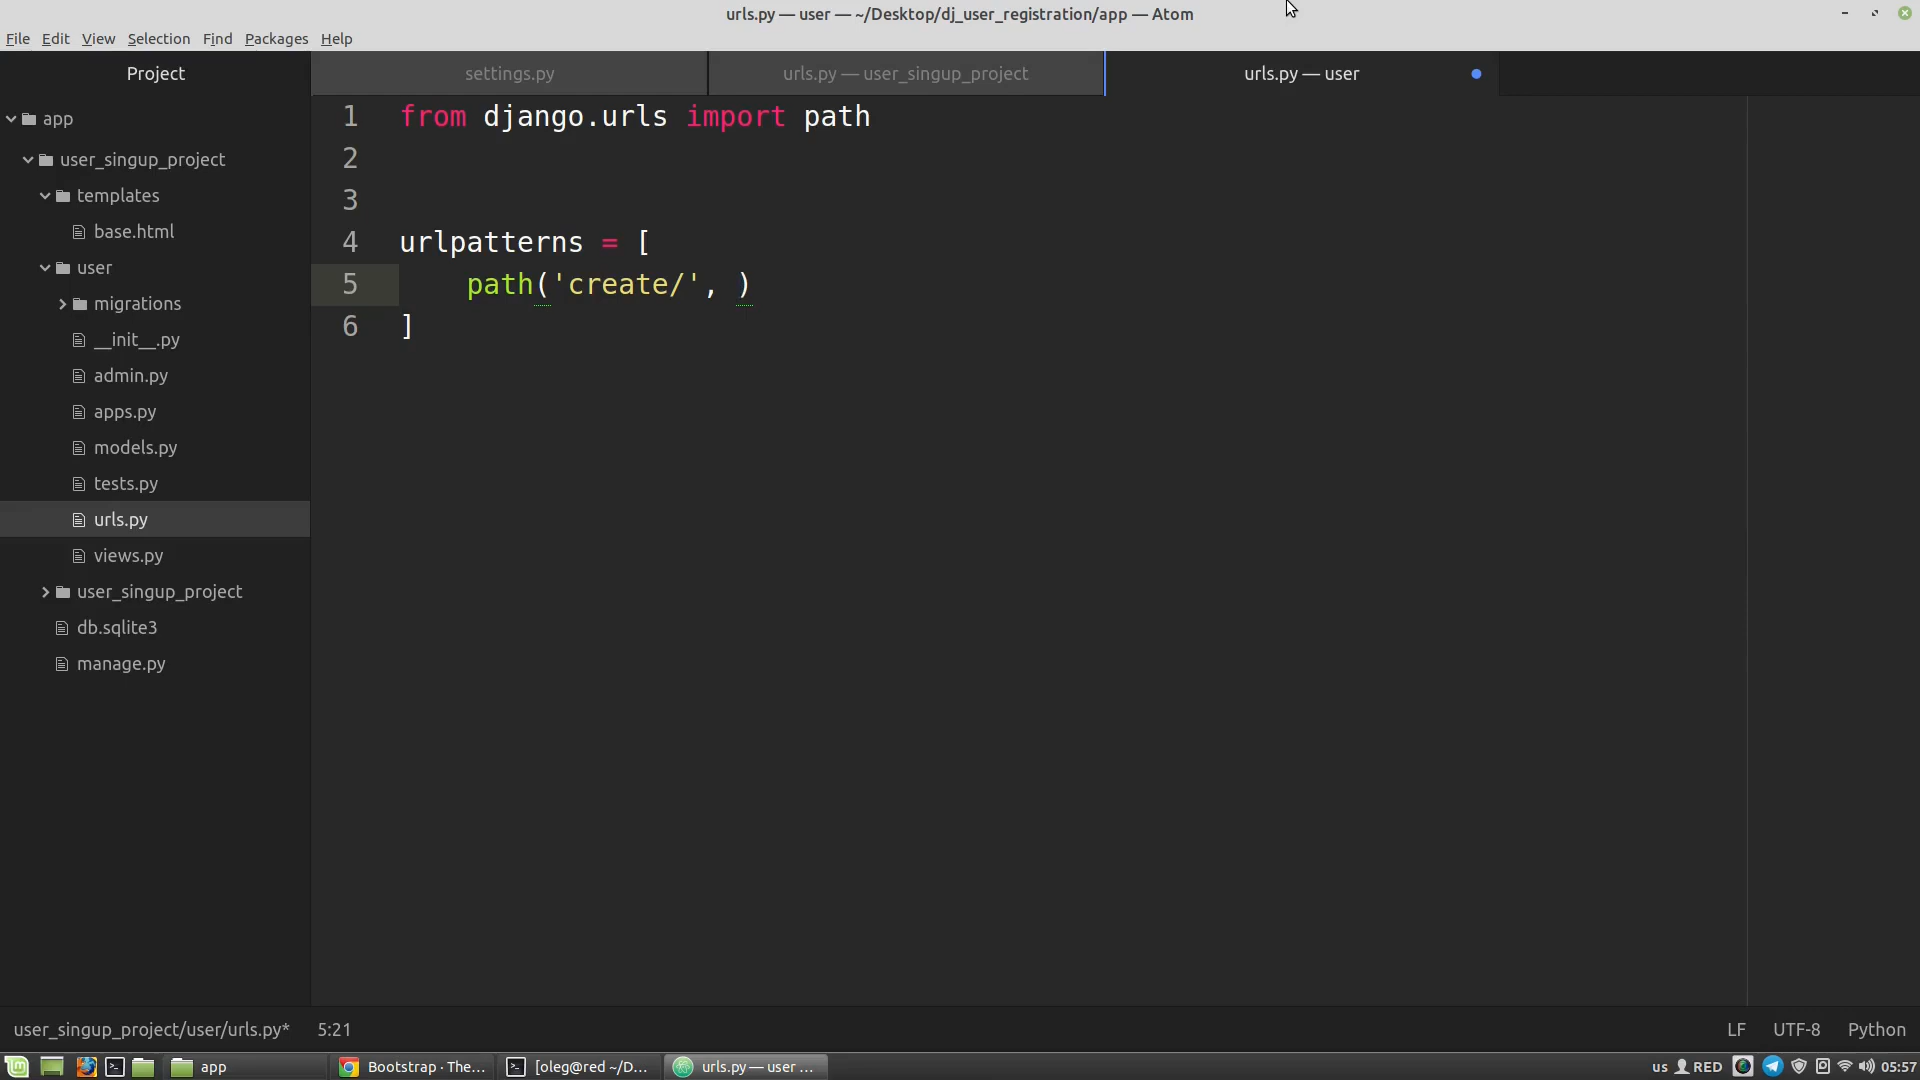 urls.py — user — ~/Desktop/dj_user_registration/app — Atom
File Edit View Selection Find Packages Help
Project
settings.py
urls.py — user_singup_project
urls.py — user
app
user_singup_project
templates
base.html
user
migrations
__init__.py
admin.py
apps.py
models.py
tests.py
urls.py
views.py
user_singup_project
db.sqlite3
manage.py
1 from django.urls import path
2
3
4 urlpatterns = [
5 path('create/', )
6 ]
user_singup_project/user/urls.py* 5:21 LF UTF-8 Python
app Bootstrap · The... [oleg@red ~/D... urls.py — user ... us RED 05:57